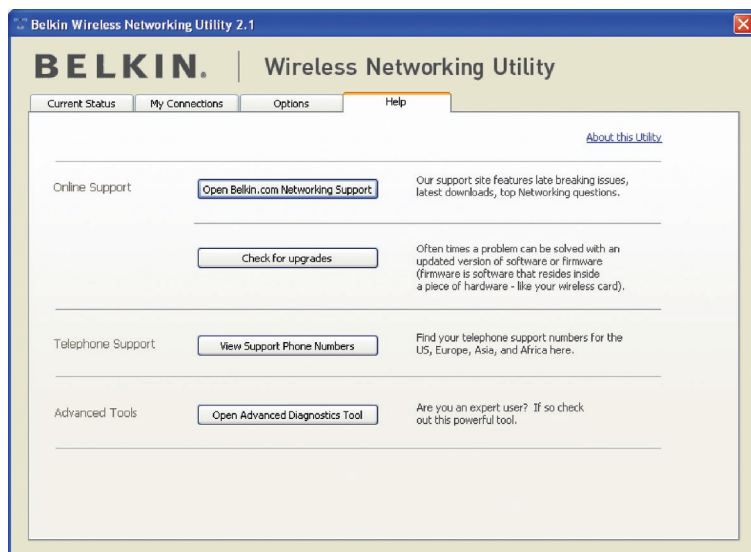 Belkin Wireless Networking Utility 2.1
BELKIN. Wireless Networking Utility
Current Status My Connections Options Help
About this Utility
Online Support
Open Belkin.com Networking Support
Our support site features late breaking issues,
latest downloads, top Networking questions.
Check for upgrades
Often times a problem can be solved with an
updated version of software or firmware
(firmware is software that resides inside
a piece of hardware - like your wireless card).
Telephone Support
View Support Phone Numbers
Find your telephone support numbers for the
US, Europe, Asia, and Africa here.
Advanced Tools
Open Advanced Diagnostics Tool
Are you an expert user? If so check
out this powerful tool.